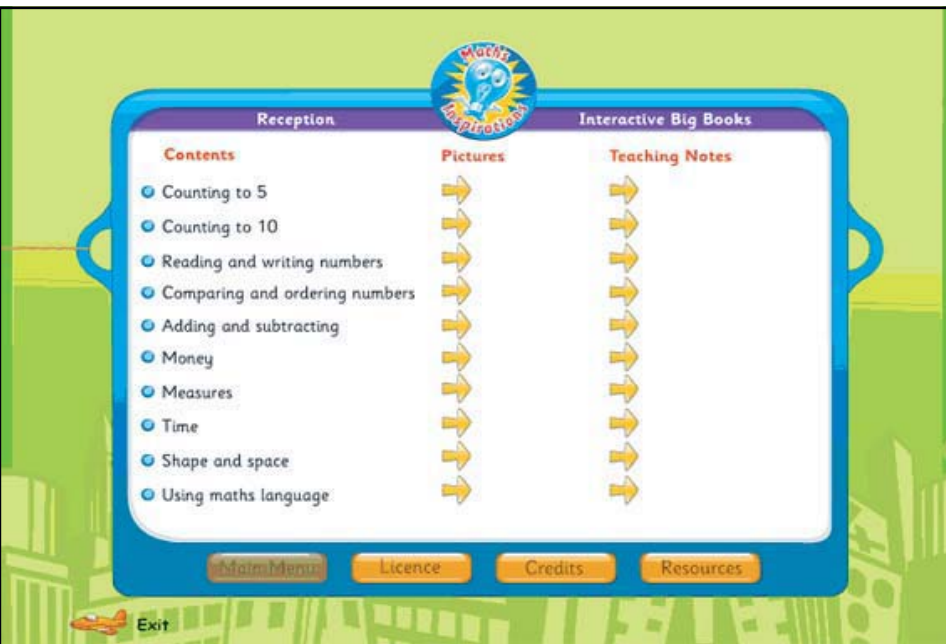 Maths
Inspirations
Reception
Interactive Big Books
Contents
Pictures
Teaching Notes
Counting to 5
Counting to 10
Reading and writing numbers
Comparing and ordering numbers
Adding and subtracting
Money
Measures
Time
Shape and space
Using maths language
Main Menu
Licence
Credits
Resources
Exit